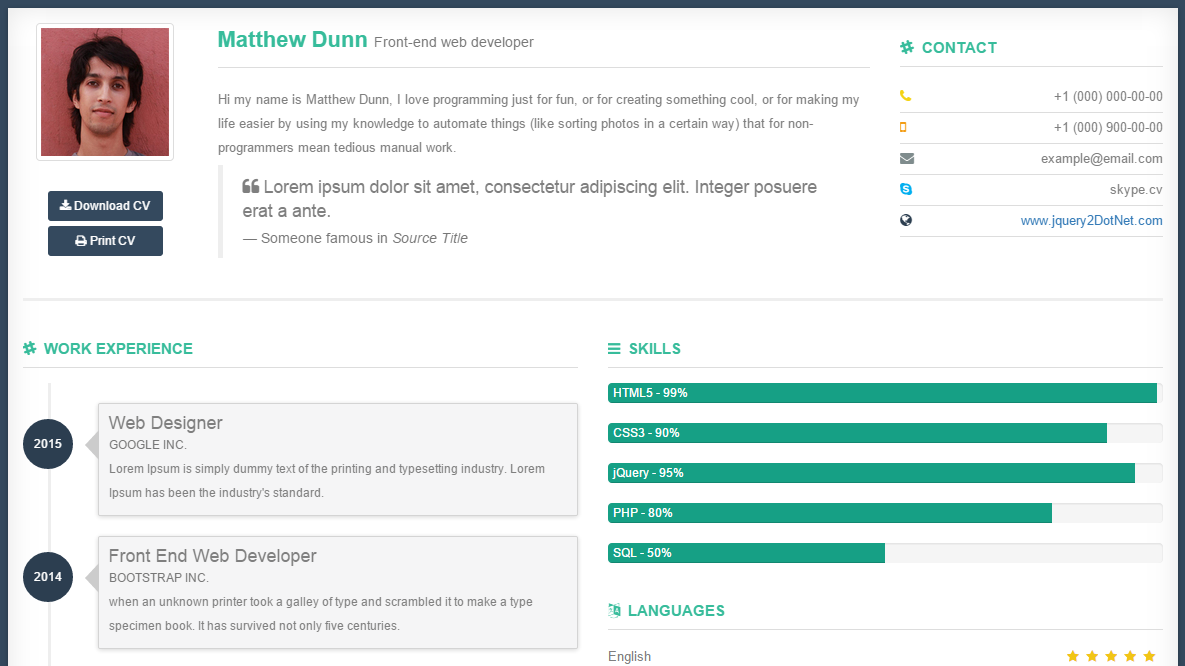 Matthew Dunn Front-end web developer
Hi my name is Matthew Dunn, I love programming just for fun, or for creating something cool, or for making my
life easier by using my knowledge to automate things (like sorting photos in a certain way) that for non-
programmers mean tedious manual work.
Lorem ipsum dolor sit amet, consectetur adipiscing elit. Integer posuere
erat a ante.
— Someone famous in Source Title
Download CV
Print CV
CONTACT
+1 (000) 000-00-00
+1 (000) 900-00-00
example@email.com
skype.cv
www.jquery2DotNet.com
WORK EXPERIENCE
2015
Web Designer
GOOGLE INC.
Lorem Ipsum is simply dummy text of the printing and typesetting industry. Lorem
Ipsum has been the industry's standard.
2014
Front End Web Developer
BOOTSTRAP INC.
when an unknown printer took a galley of type and scrambled it to make a type
specimen book. It has survived not only five centuries.
SKILLS
HTML5 - 99%
CSS3 - 90%
jQuery - 95%
PHP - 80%
SQL - 50%
LANGUAGES
English